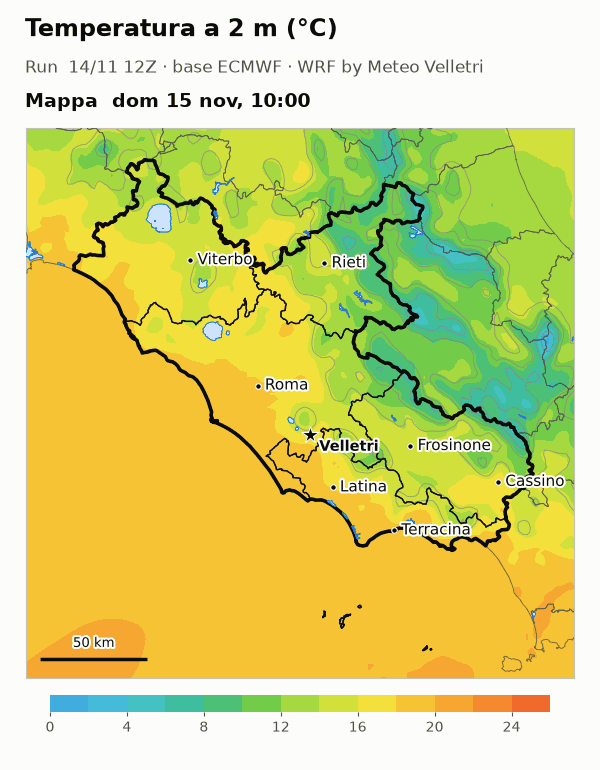 Temperatura a 2 m (°C)
Run  14/11 12Z · base ECMWF · WRF by Meteo Velletri
Mappa  dom 15 nov, 10:00
Viterbo
Rieti
Roma
Velletri
Frosinone
Latina
Cassino
Terracina
50 km
0 4 8 12 16 20 24